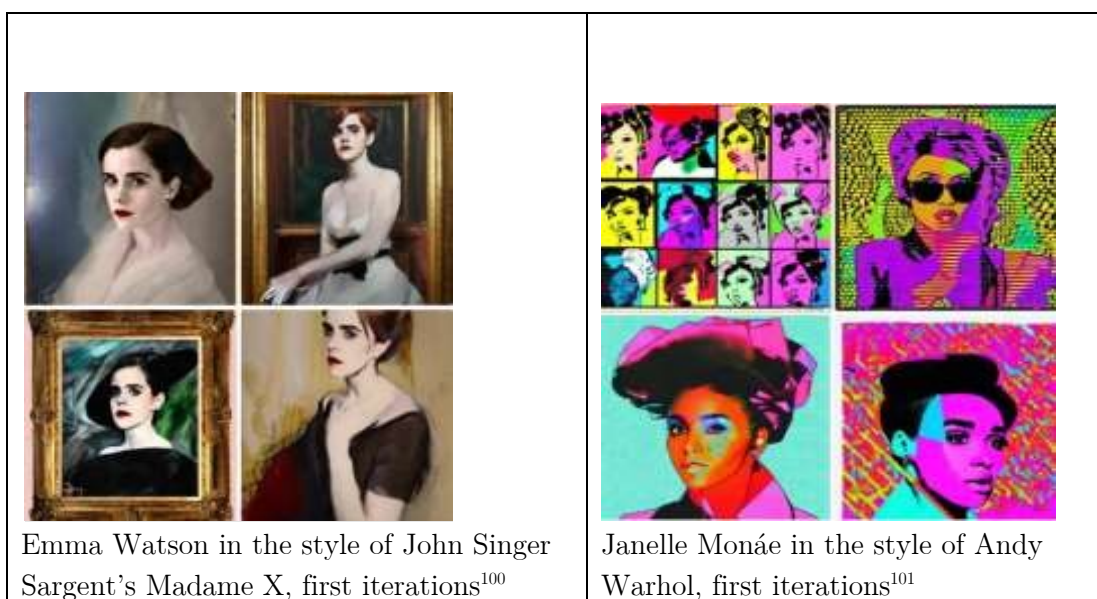 Emma Watson in the style of John Singer
Sargent's Madame X, first iterations¹⁰⁰
Janelle Monáe in the style of Andy
Warhol, first iterations¹⁰¹